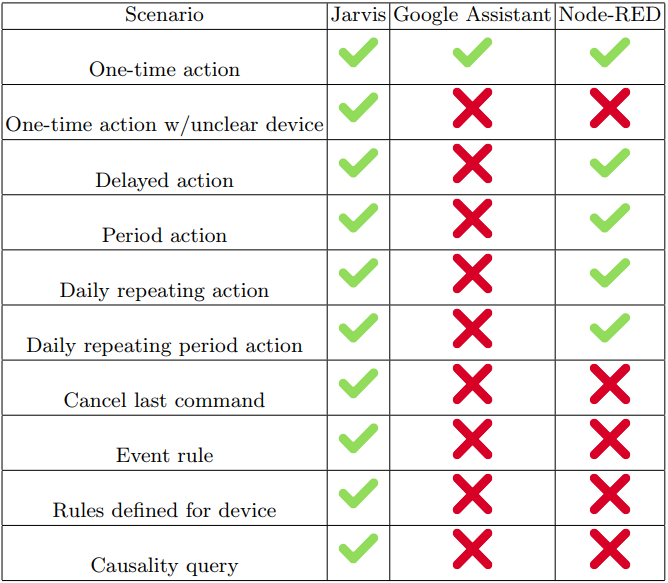 Scenario Jarvis Google Assistant Node-RED
One-time action
One-time action w/unclear device
Delayed action
Period action
Daily repeating action
Daily repeating period action
Cancel last command
Event rule
Rules defined for device
Causality query